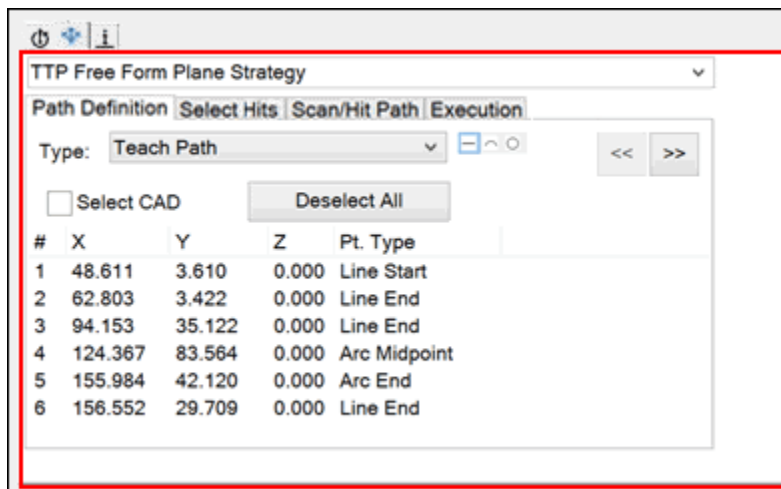 TTP Free Form Plane Strategy
Path Definition Select Hits Scan/Hit Path Execution
Type: Teach Path << >>
Select CAD Deselect All
# X Y Z Pt. Type
1 48.611 3.610 0.000 Line Start
2 62.803 3.422 0.000 Line End
3 94.153 35.122 0.000 Line End
4 124.367 83.564 0.000 Arc Midpoint
5 155.984 42.120 0.000 Arc End
6 156.552 29.709 0.000 Line End